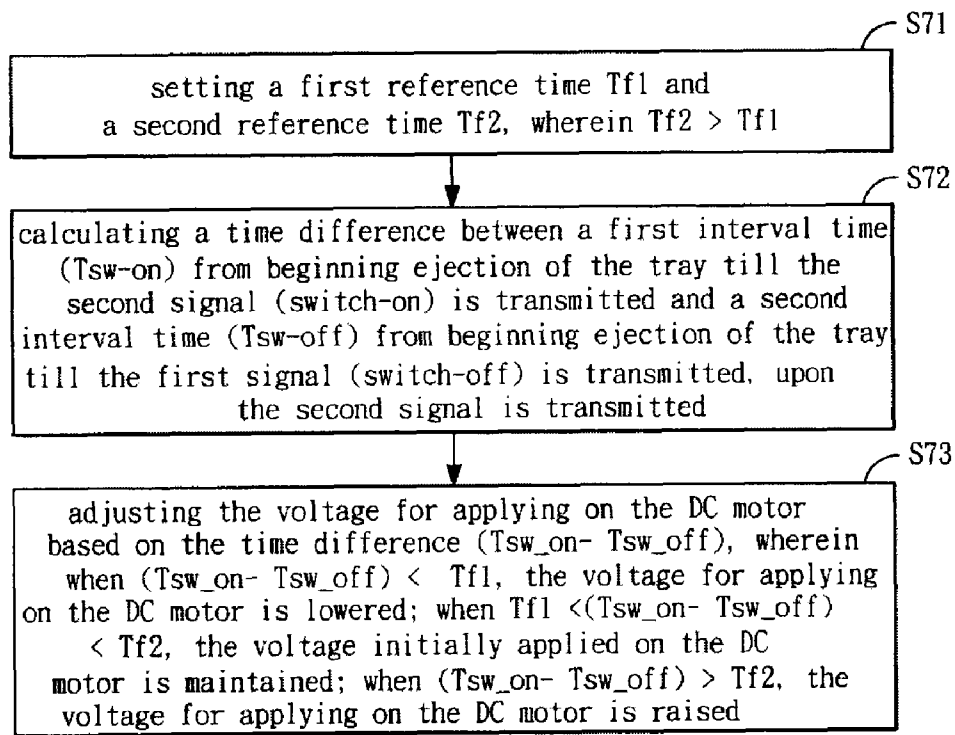 S71
setting a first reference time Tf1 and
a second reference time Tf2, wherein Tf2 > Tf1
S72
calculating a time difference between a first interval time
(Tsw-on) from beginning ejection of the tray till the
second signal (switch-on) is transmitted and a second
interval time (Tsw-off) from beginning ejection of the tray
till the first signal (switch-off) is transmitted, upon
the second signal is transmitted
S73
adjusting the voltage for applying on the DC motor
based on the time difference (Tsw_on- Tsw_off), wherein
when (Tsw_on- Tsw_off) < Tf1, the voltage for applying
on the DC motor is lowered; when Tf1 <(Tsw_on- Tsw_off)
< Tf2, the voltage initially applied on the DC
motor is maintained; when (Tsw_on- Tsw_off) > Tf2, the
voltage for applying on the DC motor is raised